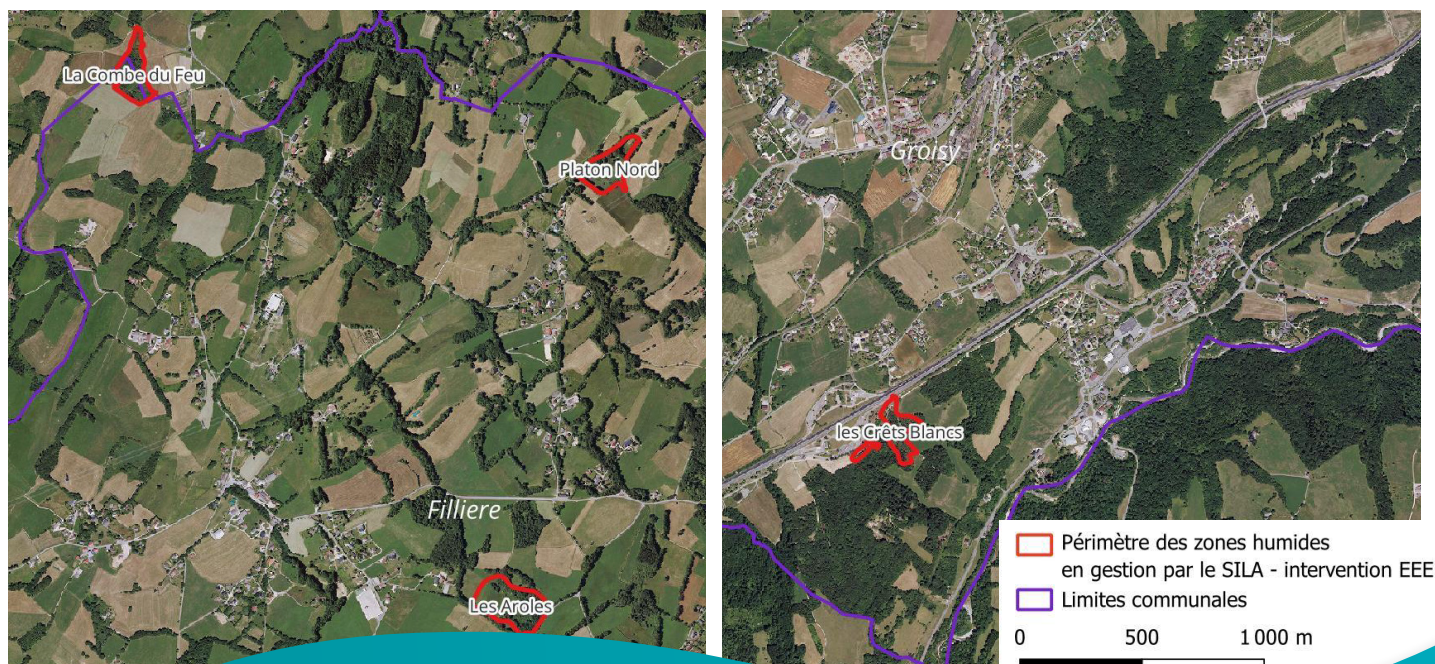 La Combe du Feu
Platon Nord
Filliere
Les Aroles
Groisy
les Crêts Blancs
Périmètre des zones humides
en gestion par le SILA - intervention EEE
Limites communales
0 500 1 000 m